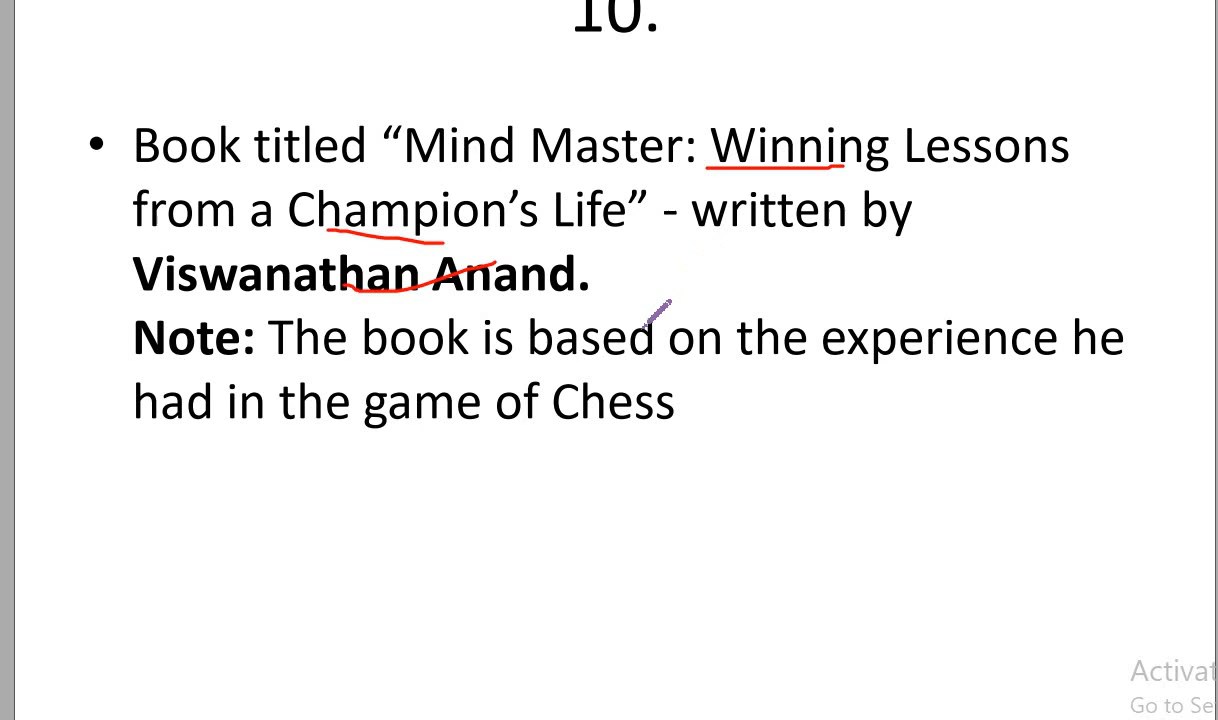 10.
• Book titled “Mind Master: Winning Lessons
from a Champion’s Life” - written by
Viswanathan Anand.
Note: The book is based on the experience he
had in the game of Chess
Activat
Go to Se